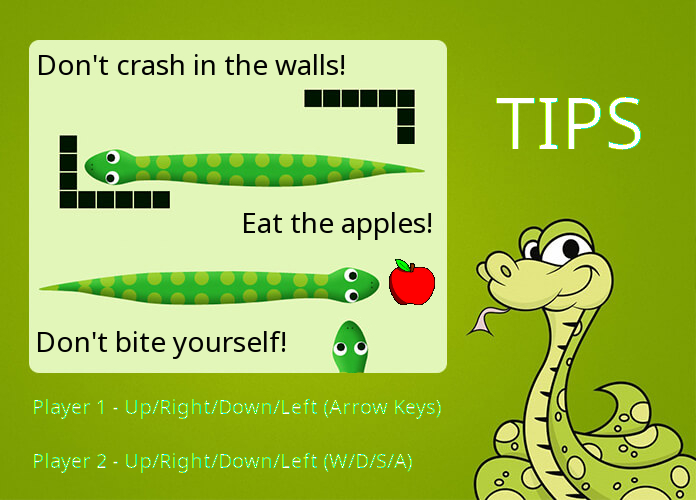 Don't crash in the walls!
TIPS
Eat the apples!
Don't bite yourself!
Player 1 - Up/Right/Down/Left (Arrow Keys)
Player 2 - Up/Right/Down/Left (W/D/S/A)